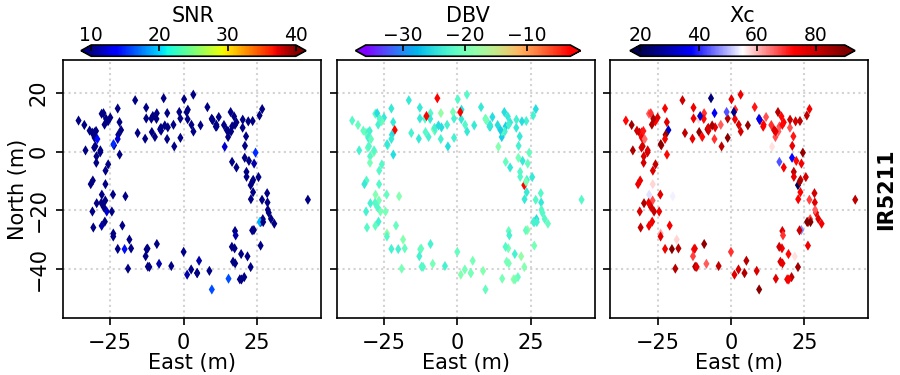 SNR DBV Xc
10 20 30 40 −30 −20 −10 20 40 60 80
20
0
−20
−40
North (m)
−25 0 25 −25 0 25 −25 0 25
East (m) East (m) East (m)
IR5211